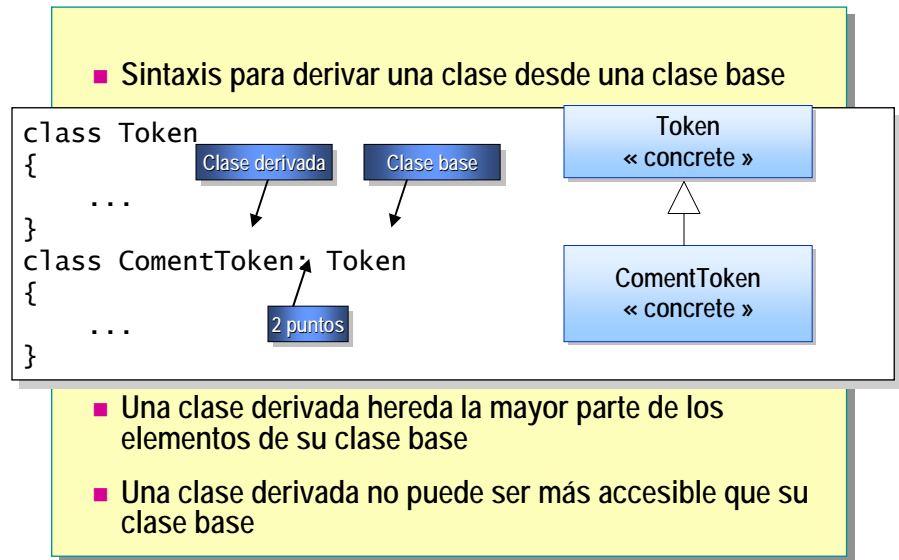 Sintaxis para derivar una clase desde una clase base
class Token
{
...
}
class ComentToken: Token
{
...
}
Clase derivada
Clase base
2 puntos
Token
« concrete »
ComentToken
« concrete »
Una clase derivada hereda la mayor parte de los
elementos de su clase base
Una clase derivada no puede ser más accesible que su
clase base